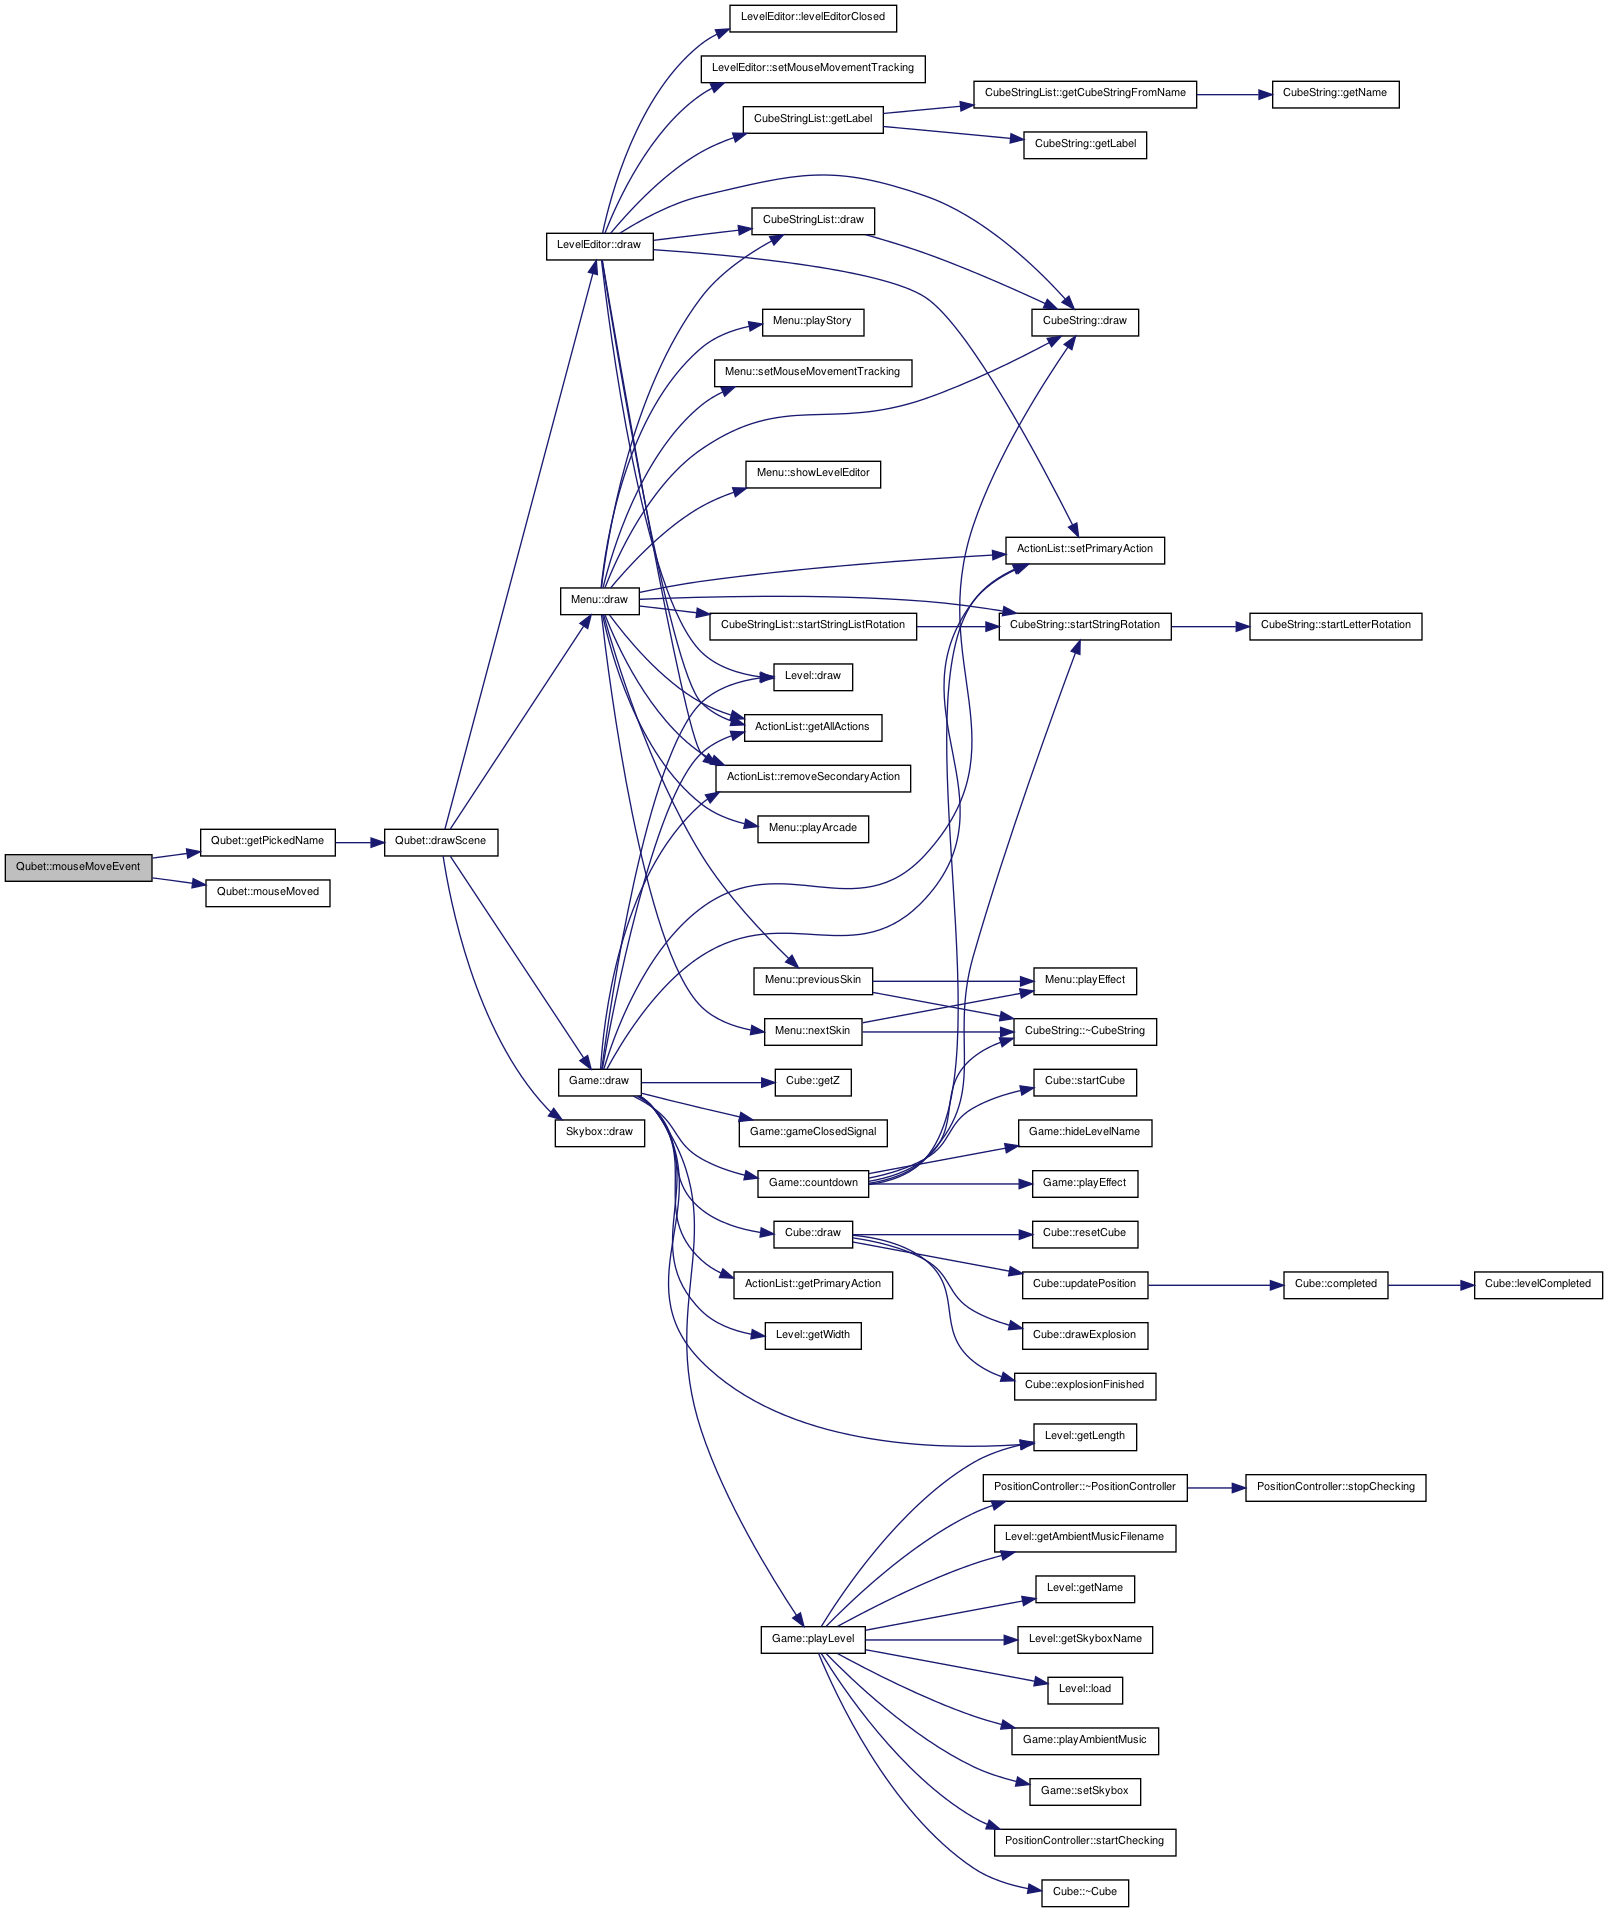 LevelEditor::levelEditorClosed
LevelEditor::setMouseMovementTracking
CubeStringList::getCubeStringFromName
CubeString::getName
CubeStringList::getLabel
CubeString::getLabel
CubeStringList::draw
LevelEditor::draw
Menu::playStory
CubeString::draw
Menu::setMouseMovementTracking
Menu::showLevelEditor
ActionList::setPrimaryAction
Menu::draw
CubeStringList::startStringListRotation
CubeString::startStringRotation
CubeString::startLetterRotation
Level::draw
ActionList::getAllActions
ActionList::removeSecondaryAction
Menu::playArcade
Qubet::getPickedName
Qubet::drawScene
Qubet::mouseMoveEvent
Qubet::mouseMoved
Menu::previousSkin
Menu::playEffect
Menu::nextSkin
CubeString::~CubeString
Game::draw
Cube::getZ
Cube::startCube
Skybox::draw
Game::gameClosedSignal
Game::hideLevelName
Game::countdown
Game::playEffect
Cube::draw
Cube::resetCube
ActionList::getPrimaryAction
Cube::updatePosition
Cube::completed
Cube::levelCompleted
Level::getWidth
Cube::drawExplosion
Cube::explosionFinished
Level::getLength
PositionController::~PositionController
PositionController::stopChecking
Level::getAmbientMusicFilename
Level::getName
Game::playLevel
Level::getSkyboxName
Level::load
Game::playAmbientMusic
Game::setSkybox
PositionController::startChecking
Cube::~Cube